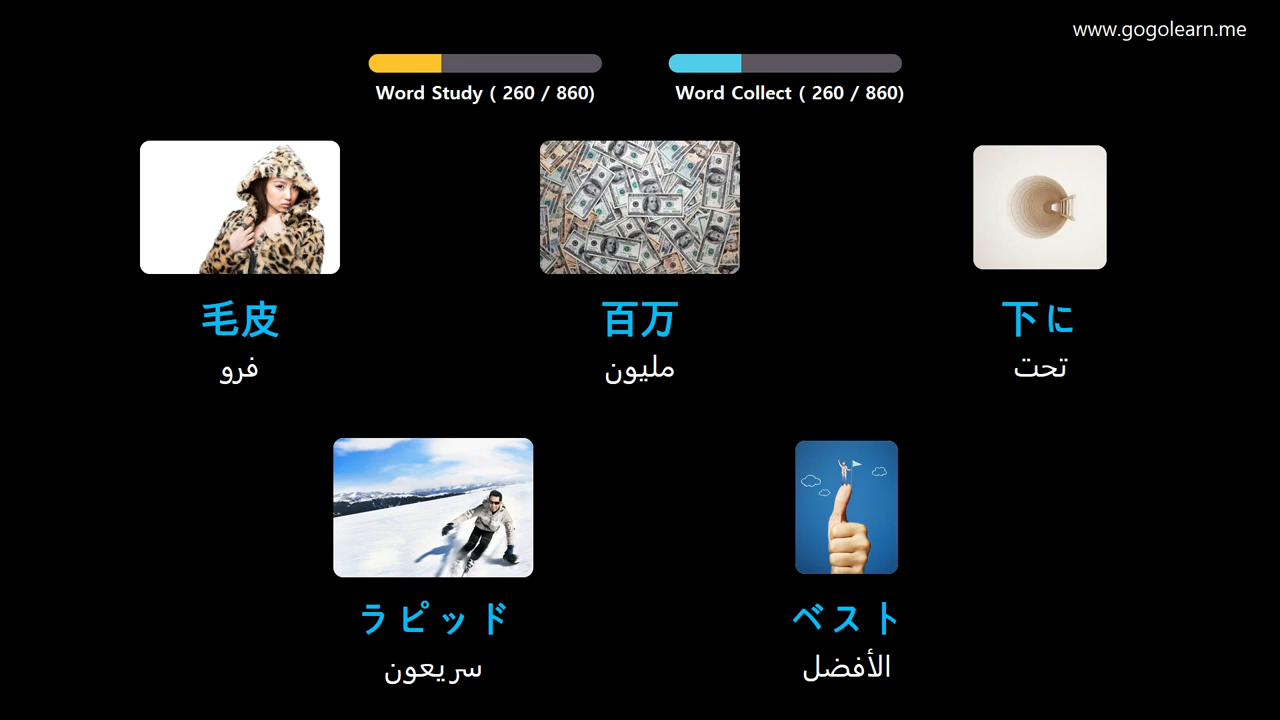 www.gogolearn.me
Word Study ( 260 / 860)
Word Collect ( 260 / 860)
毛皮
فرو
百万
مليون
下に
تحت
ラピッド
سريعون
ベスト
الأفضل